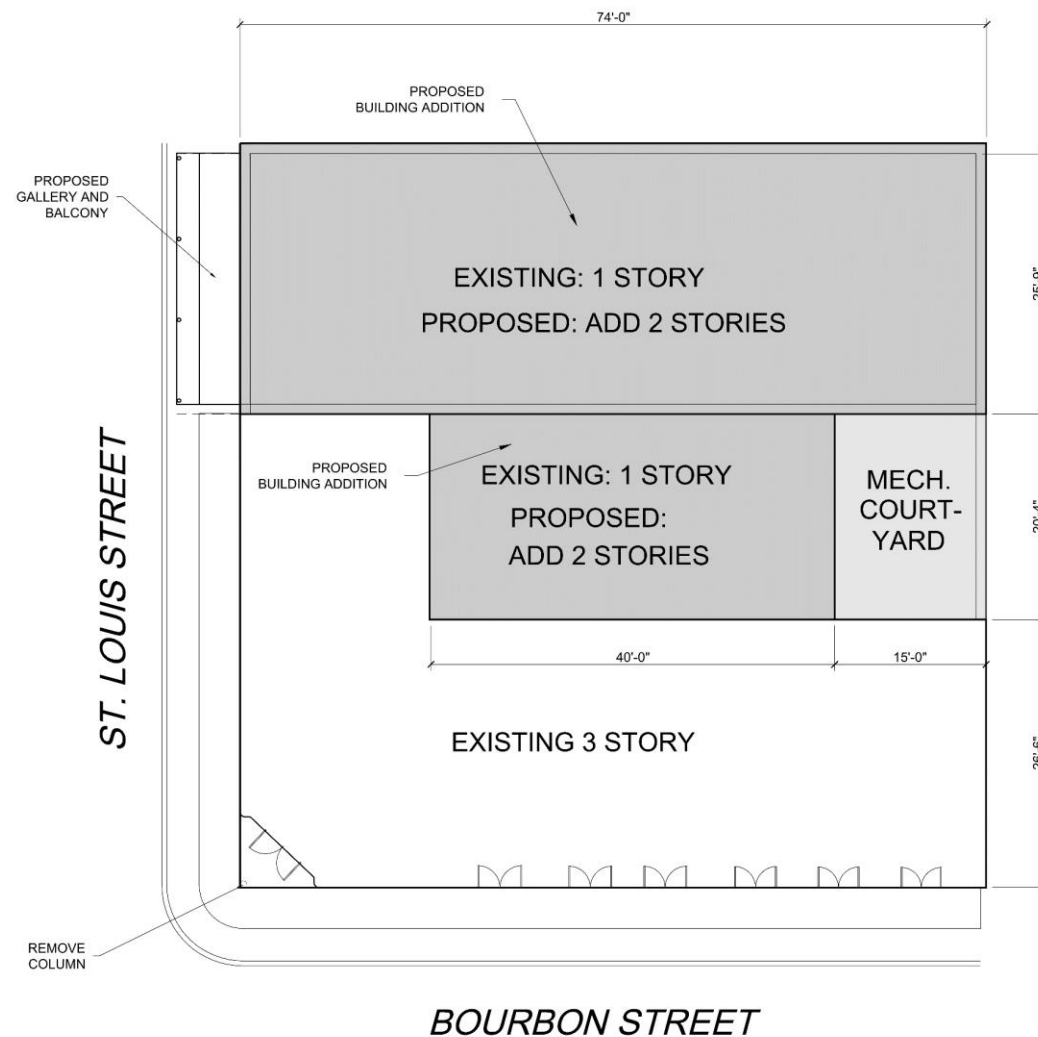 74'-0"
PROPOSED
BUILDING ADDITION
PROPOSED
GALLERY AND
BALCONY
EXISTING: 1 STORY
PROPOSED: ADD 2 STORIES
PROPOSED
BUILDING ADDITION
EXISTING: 1 STORY
PROPOSED:
ADD 2 STORIES
MECH.
COURT-
YARD
ST. LOUIS STREET
40'-0"
15'-0"
EXISTING 3 STORY
REMOVE
COLUMN
BOURBON STREET